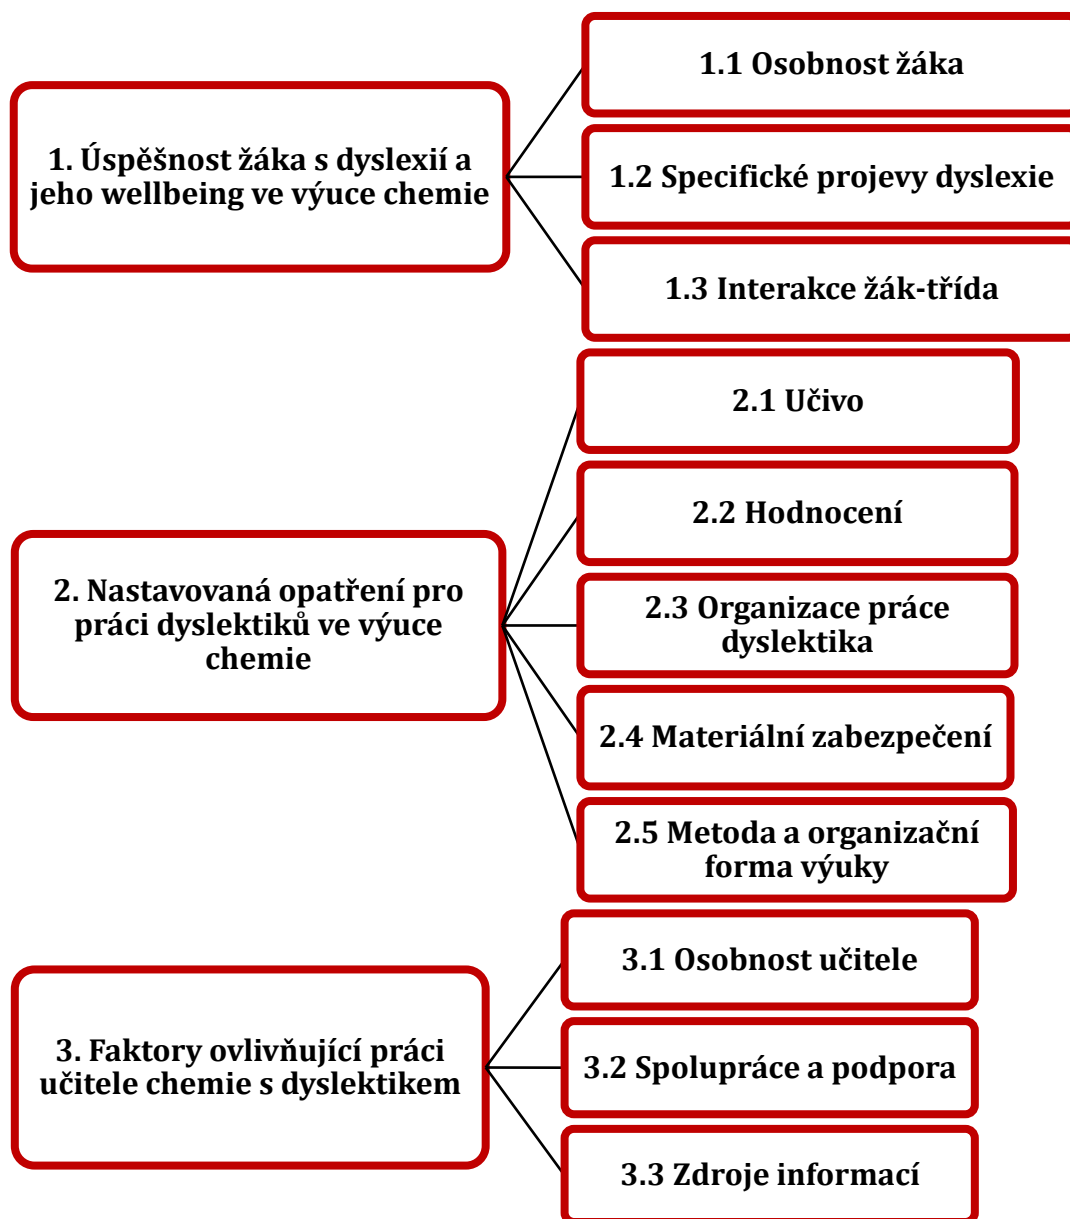 1. Úspěšnost žáka s dyslexií a
jeho wellbeing ve výuce chemie
1.1 Osobnost žáka
1.2 Specifické projevy dyslexie
1.3 Interakce žák-třída
2. Nastavovaná opatření pro
práci dyslektiků ve výuce
chemie
2.1 Učivo
2.2 Hodnocení
2.3 Organizace práce
dyslektika
2.4 Materiální zabezpečení
2.5 Metoda a organizační
forma výuky
3. Faktory ovlivňující práci
učitele chemie s dyslektikem
3.1 Osobnost učitele
3.2 Spolupráce a podpora
3.3 Zdroje informací